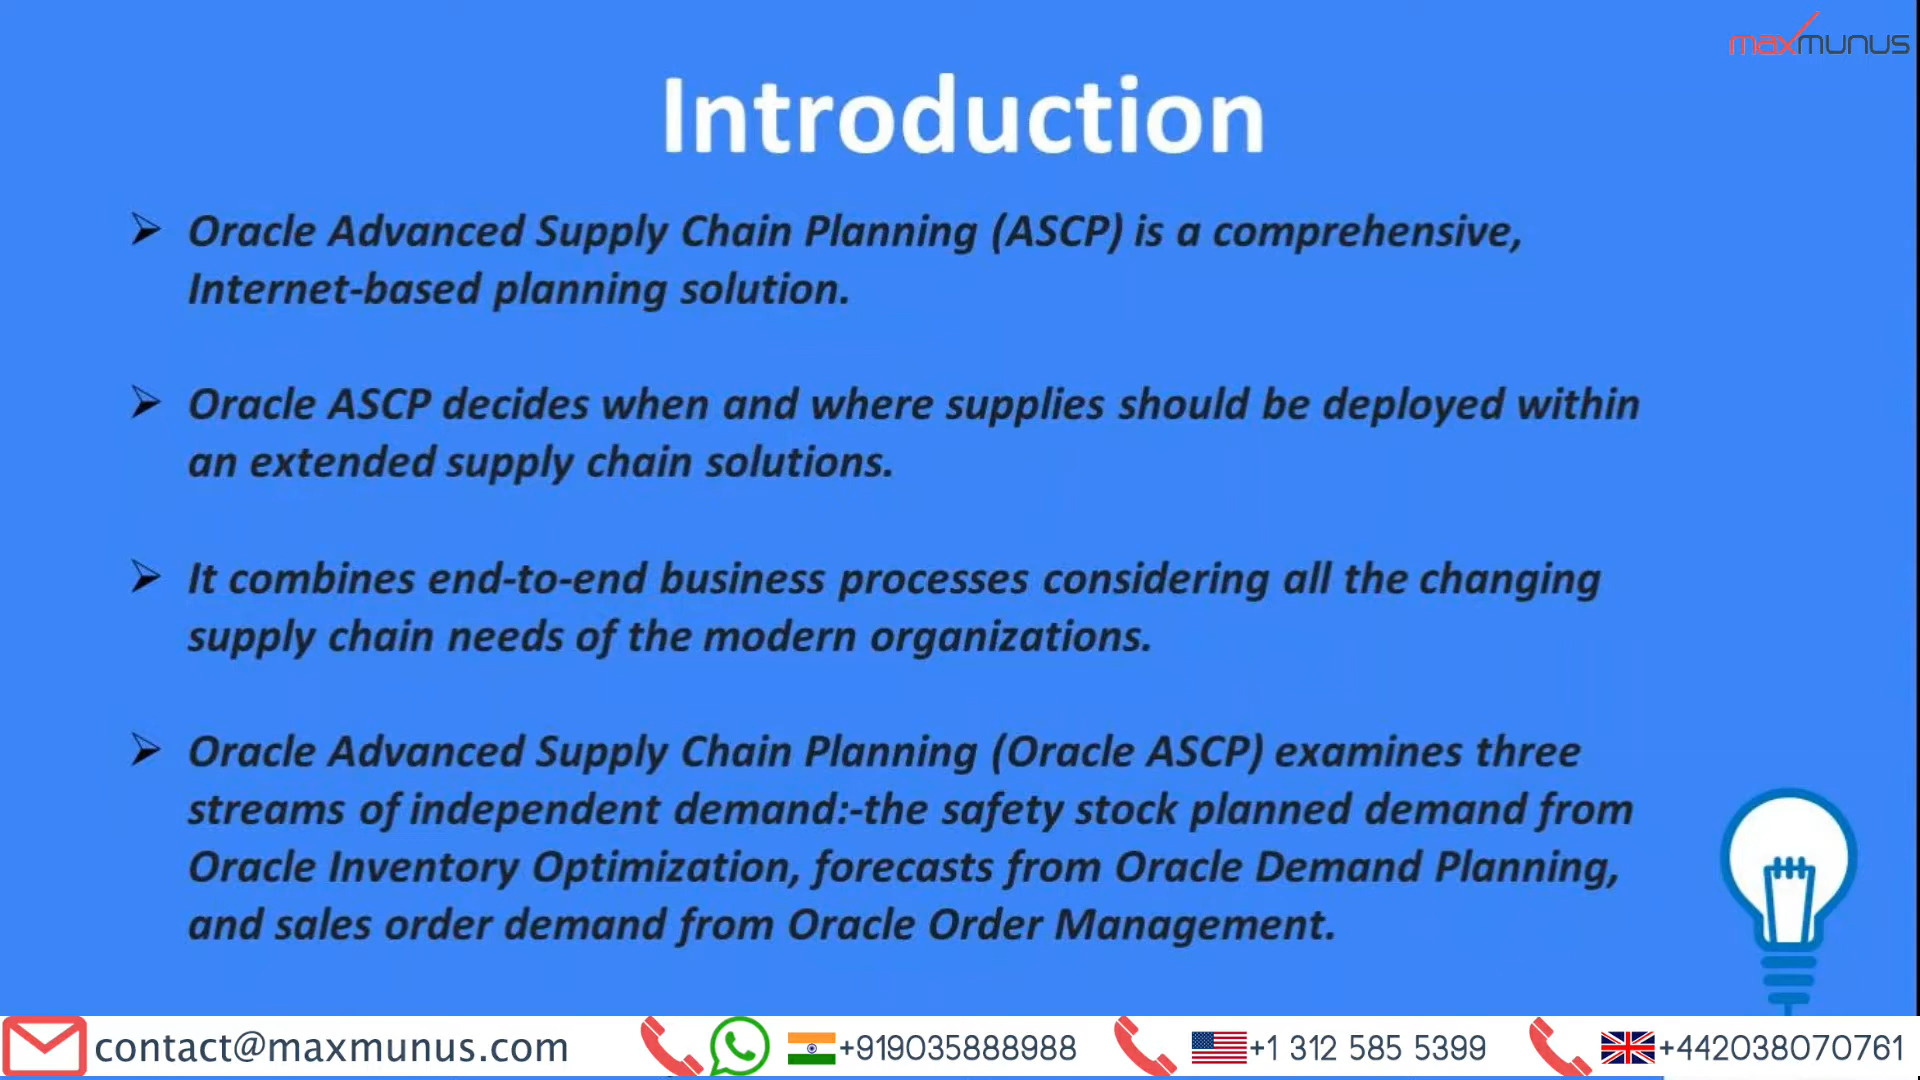 maxmunus
Introduction
Oracle Advanced Supply Chain Planning (ASCP) is a comprehensive,
Internet-based planning solution.
Oracle ASCP decides when and where supplies should be deployed within
an extended supply chain solutions.
It combines end-to-end business processes considering all the changing
supply chain needs of the modern organizations.
Oracle Advanced Supply Chain Planning (Oracle ASCP) examines three
streams of independent demand:-the safety stock planned demand from
Oracle Inventory Optimization, forecasts from Oracle Demand Planning,
and sales order demand from Oracle Order Management.
contact@maxmunus.com +919035888988 +1 312 585 5399 +442038070761